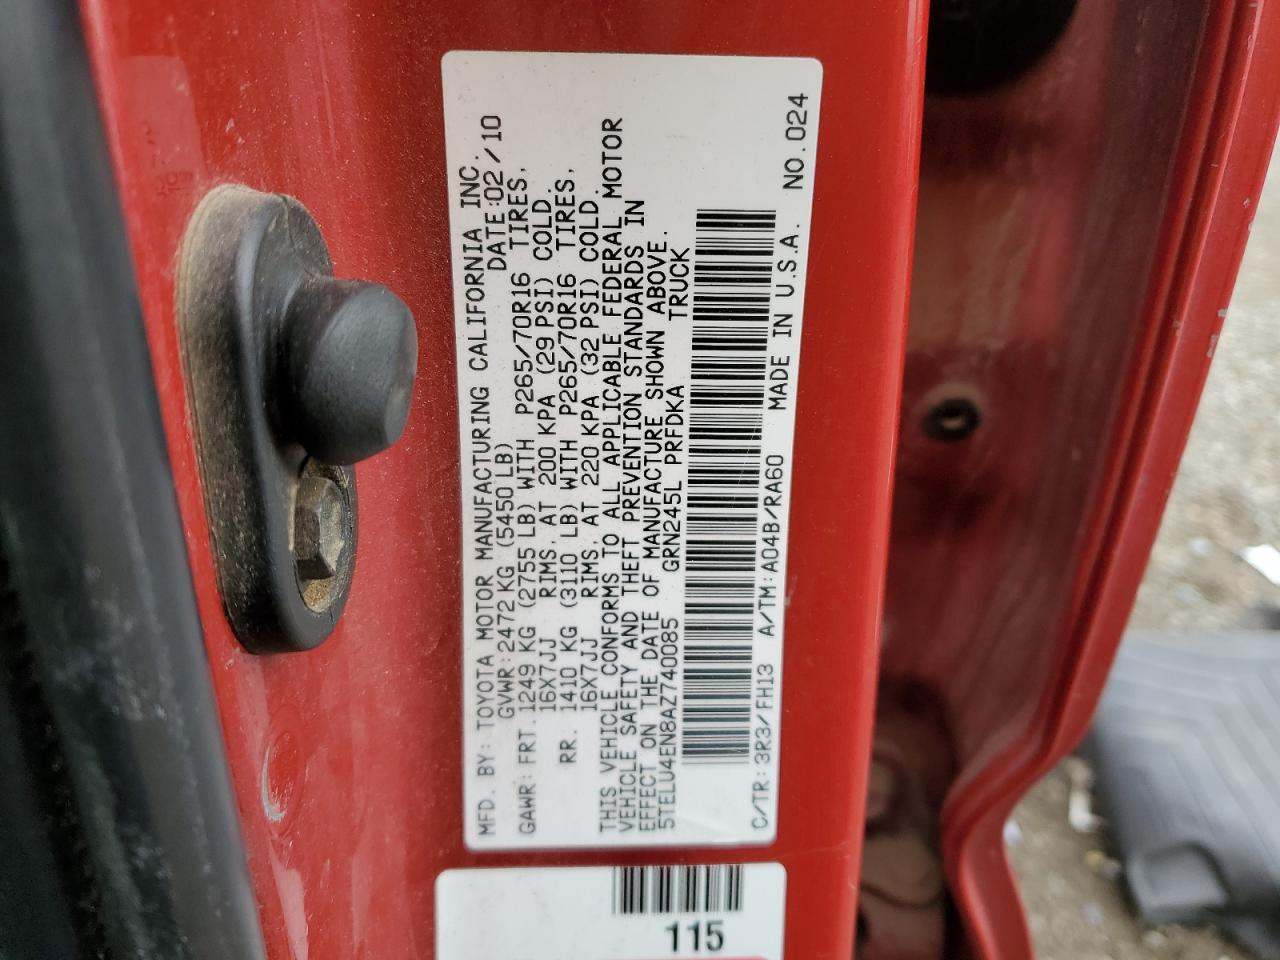 MFD. BY: TOYOTA MOTOR MANUFACTURING CALIFORNIA INC.
GVWR: 2472 KG (5450 LB) DATE: 02 / 10
GAWR: FRT. 1249 KG (2755 LB) WITH P265/70R16 TIRES,
16X7JJ RIMS, AT 200 KPA (29 PSI) COLD
RR. 1410 KG (3110 LB) WITH P265/70R16 TIRES,
16X7JJ RIMS, AT 220 KPA (32 PSI) COLD.
THIS VEHICLE CONFORMS TO ALL APPLICABLE FEDERAL MOTOR
VEHICLE SAFETY AND THEFT PREVENTION STANDARDS IN
EFFECT ON THE DATE OF MANUFACTURE SHOWN ABOVE.
5TELU4EN8AZ740085 GRN245L PRFDKA TRUCK
C/TR: 3R3/FH13 A/TM: A04B/RA60 MADE IN U.S.A. NO. 024
115